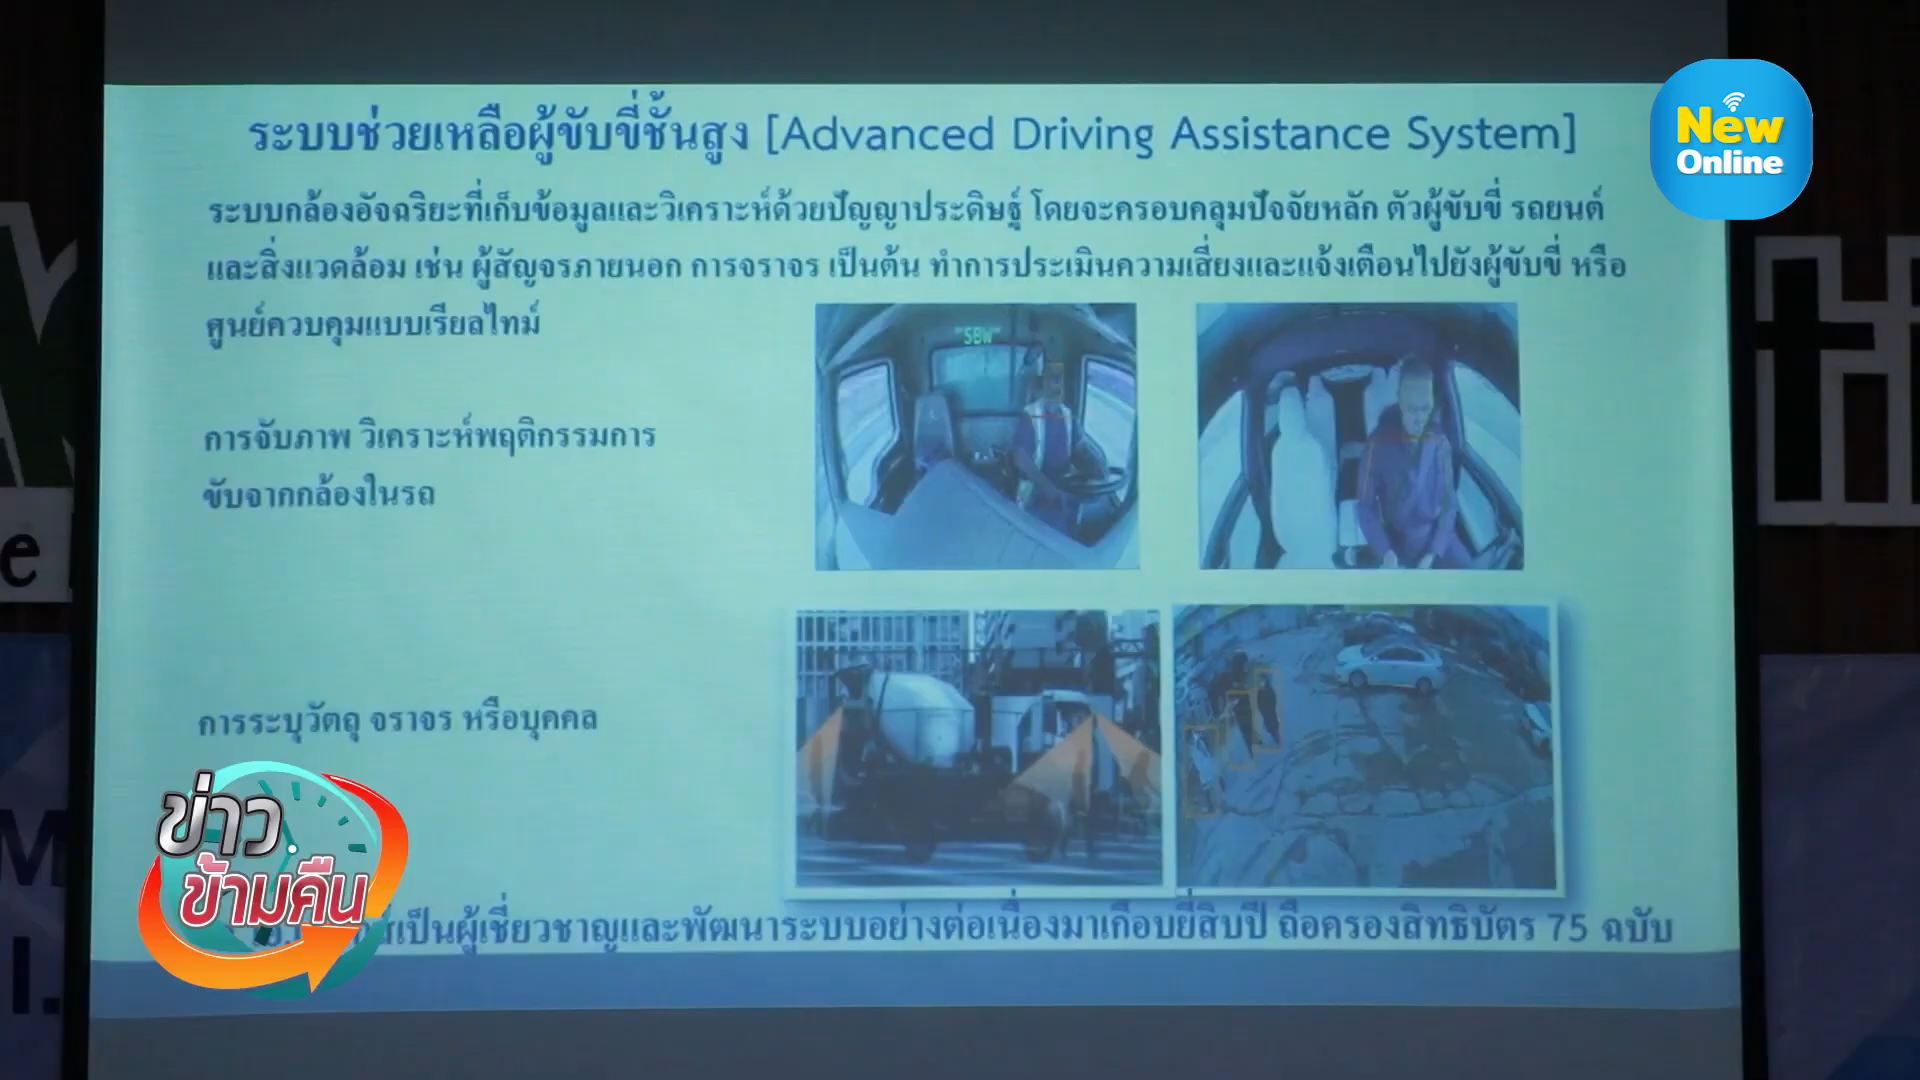 ระบบช่วยเหลือผู้ขับขี่ชั้นสูง [Advanced Driving Assistance System]
New
Online
ระบบกล้องอัจฉริยะที่เก็บข้อมูลและวิเคราะห์ด้วยปัญญาประดิษฐ์ โดยจะครอบคลุมปัจจัยหลัก ตัวผู้ขับขี่ รถยนต์
และสิ่งแวดล้อม เช่น ผู้สัญจรภายนอก การจราจร เป็นต้น ทำการประเมินความเสี่ยงและแจ้งเตือนไปยังผู้ขับขี่ หรือ
ศูนย์ควบคุมแบบเรียลไทม์
"SBW"
การจับภาพ วิเคราะห์พฤติกรรมการ
ขับจากกล้องในรถ
e
การระบุวัตถุ จราจร หรือบุคคล
ข่าว
ข้ามคืน
เป็นผู้เชี่ยวชาญและพัฒนาระบบอย่างต่อเนื่องมาเกือบยี่สิบปี ถือครองสิทธิบัตร 75 ฉบับ